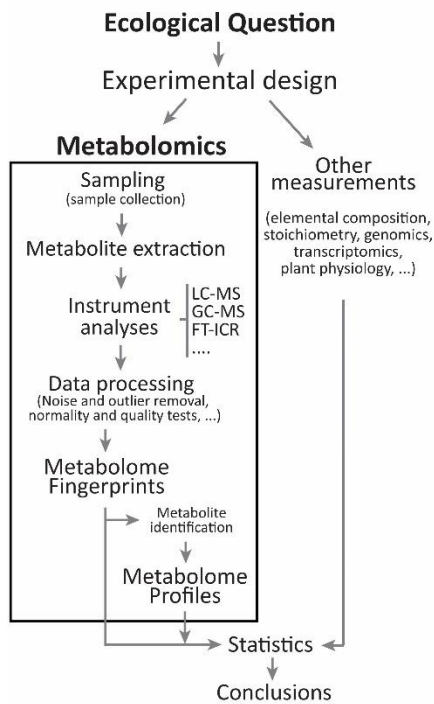 Ecological Question
Experimental design
Metabolomics
Sampling
(sample collection)
Metabolite extraction
Instrument
analyses
LC-MS
GC-MS
FT-ICR
....
Data processing
(Noise and outlier removal,
normality and quality tests, ...)
Metabolome
Fingerprints
Metabolite
identification
Metabolome
Profiles
Other
measurements
(elemental composition,
stoichiometry, genomics,
transcriptomics,
plant physiology, ...)
Statistics
Conclusions